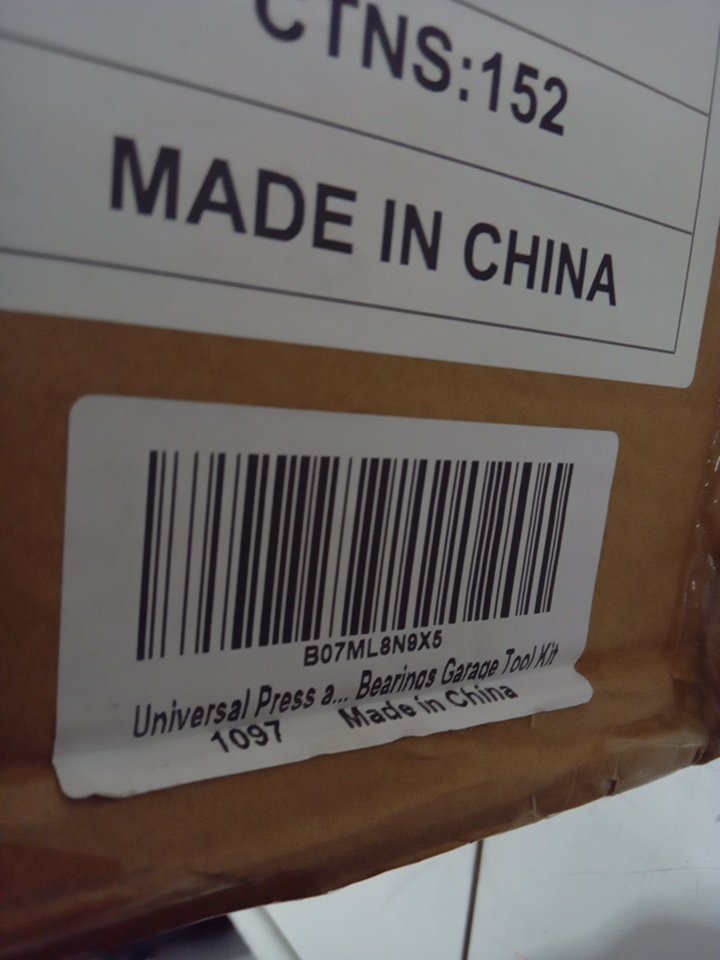 CTNS:152
MADE IN CHINA
B07ML8N9X5
Universal Press a... Bearings Garage Tool Kit
1097 Made in China